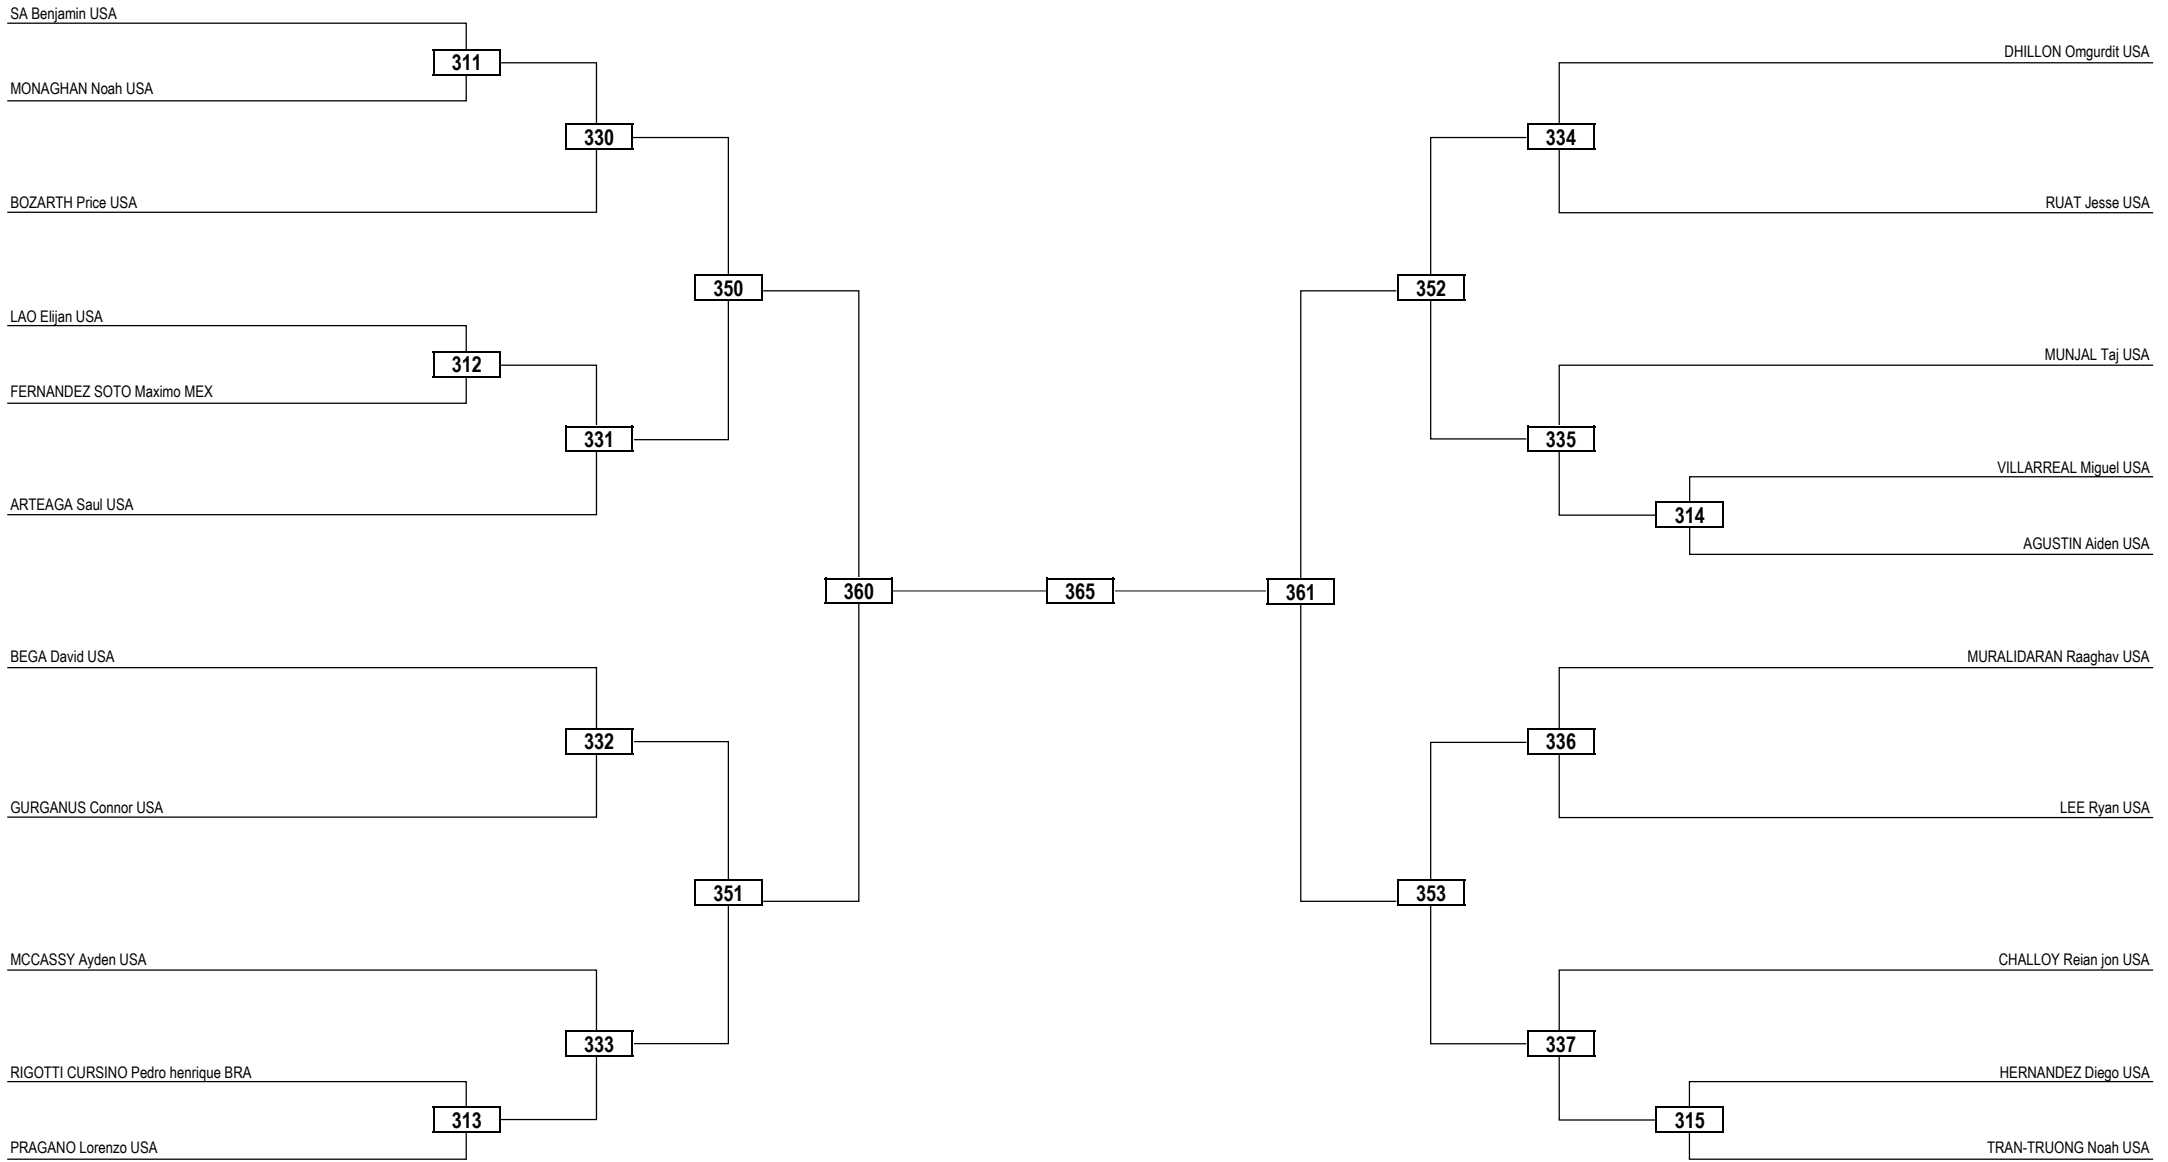 SA Benjamin USA
311
MONAGHAN Noah USA
330
BOZARTH Price USA
350
LAO Elijan USA
312
FERNANDEZ SOTO Maximo MEX
331
ARTEAGA Saul USA
360
BEGA David USA
332
GURGANUS Connor USA
351
MCCASSY Ayden USA
333
RIGOTTI CURSINO Pedro henrique BRA
313
PRAGANO Lorenzo USA
365
DHILLON Omgurdit USA
334
RUAT Jesse USA
352
MUNJAL Taj USA
335
VILLARREAL Miguel USA
314
AGUSTIN Aiden USA
361
MURALIDARAN Raaghav USA
336
LEE Ryan USA
353
CHALLOY Reian jon USA
337
HERNANDEZ Diego USA
315
TRAN-TRUONG Noah USA